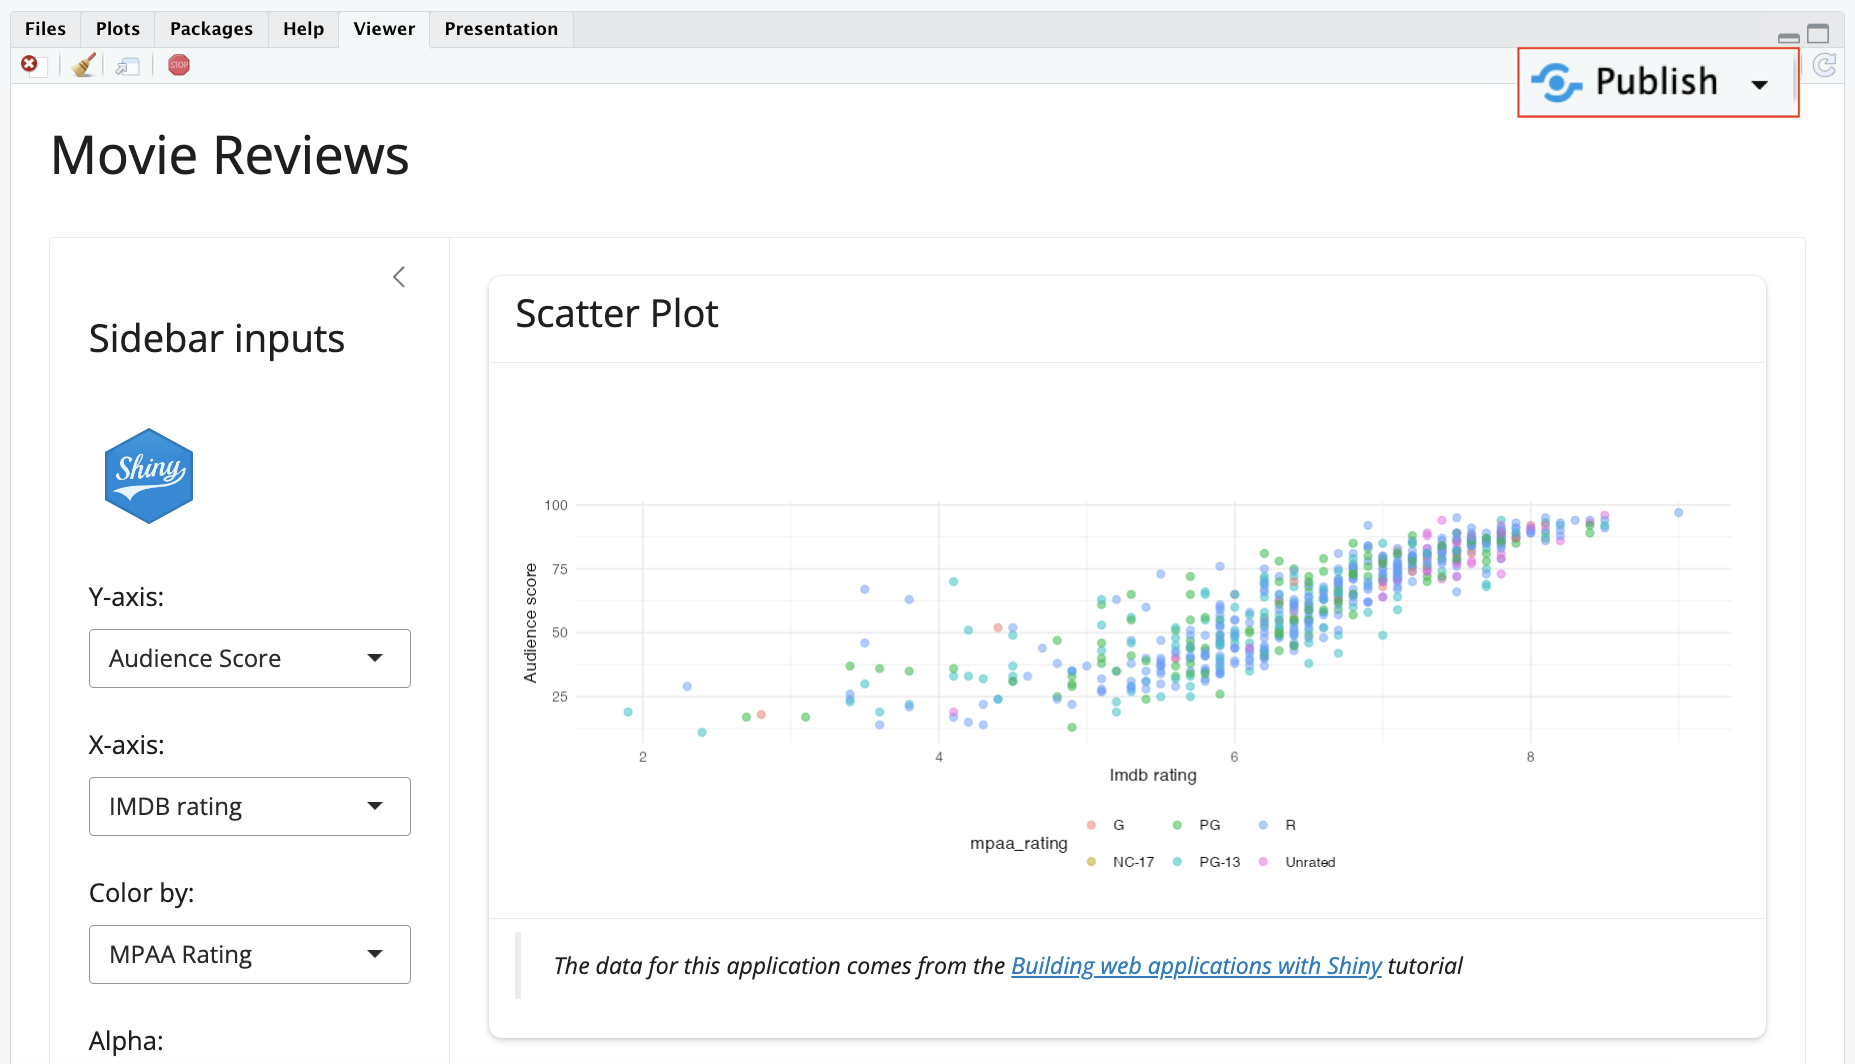 Files Plots Packages Help Viewer Presentation
STOP
Publish
Movie Reviews
Sidebar inputs
Shiny
Y-axis:
Audience Score
X-axis:
IMDB rating
Color by:
MPAA Rating
Alpha:
Scatter Plot
100
75
50
25
Audience score
2 4 6 8
Imdb rating
mpaa_rating
G PG R
NC-17 PG-13 Unrated
The data for this application comes from the Building web applications with Shiny tutorial